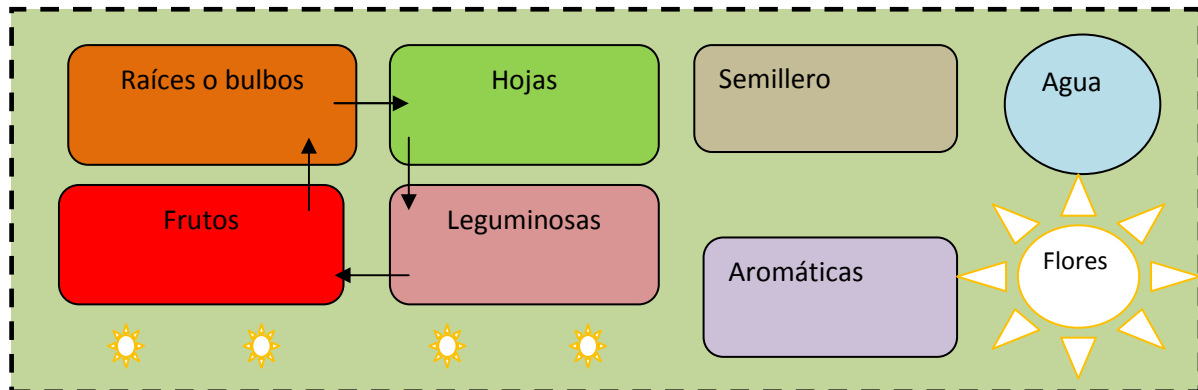 Raíces o bulbos
Hojas
Semillero
Agua
Frutos
Leguminosas
Aromáticas
Flores